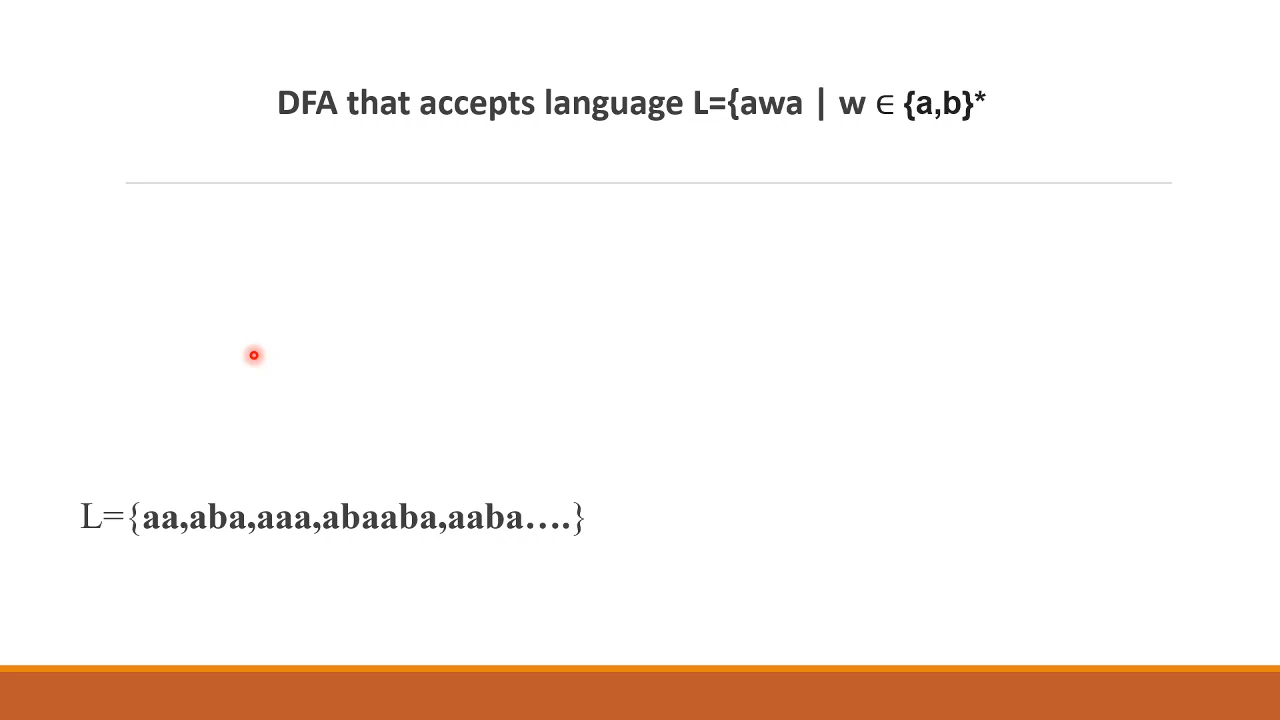 DFA that accepts language L={awa | w ∈ {a,b}*
L={aa,aba,aaa,abaaba,aaba….}